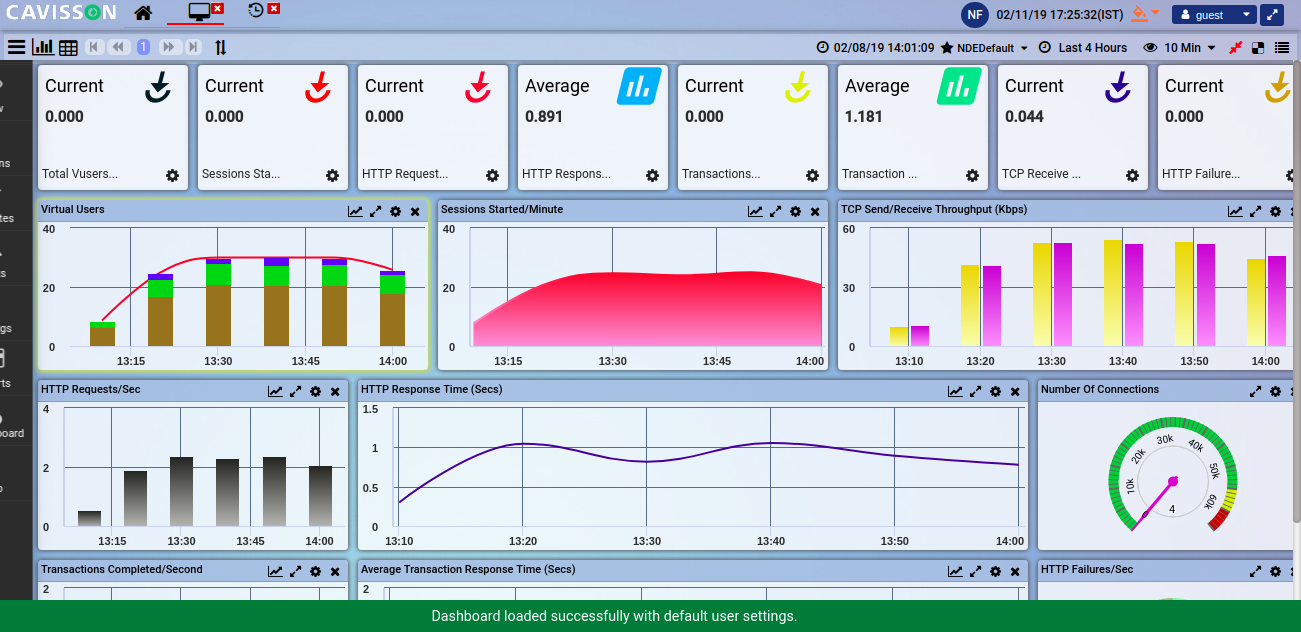 CAVISSON
NF 02/11/19 17:25:32(IST) guest
1 02/08/19 14:01:09 NDEDefault Last 4 Hours 10 Min
Current Current Current Average Current Average Current Current
0.000 0.000 0.000 0.891 0.000 1.181 0.044 0.000
Total Vusers... Sessions Sta... HTTP Request... HTTP Respons... Transactions... Transaction ... TCP Receive ... HTTP Failure...
Virtual Users
40
20
0
13:15 13:30 13:45 14:00
Sessions Started/Minute
40
20
0
13:15 13:30 13:45 14:00
TCP Send/Receive Throughput (Kbps)
60
30
0
13:10 13:20 13:30 13:40 13:50 14:00
HTTP Requests/Sec
4
2
0
13:15 13:30 13:45 14:00
HTTP Response Time (Secs)
1.5
1
0.5
0
13:10 13:20 13:30 13:40 13:50 14:00
Number Of Connections
0 10k 20k 30k 40k 50k 60k
4
Transactions Completed/Second
2
Average Transaction Response Time (Secs)
2
HTTP Failures/Sec
Dashboard loaded successfully with default user settings.